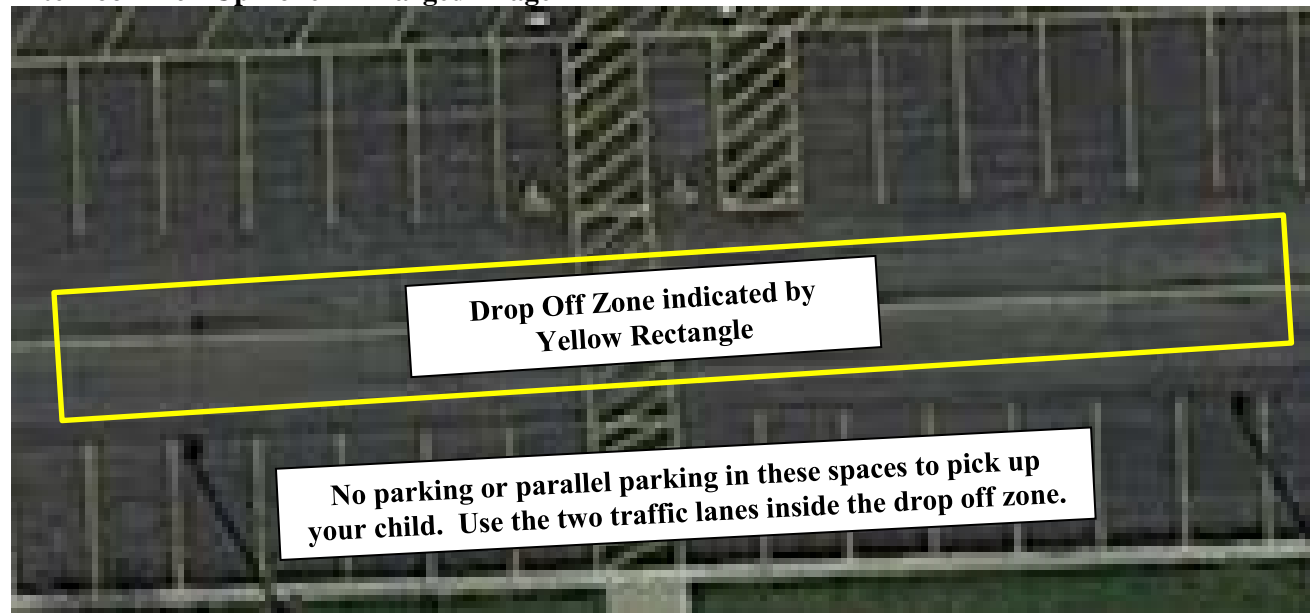 Drop Off Zone indicated by
Yellow Rectangle
No parking or parallel parking in these spaces to pick up
your child.  Use the two traffic lanes inside the drop off zone.